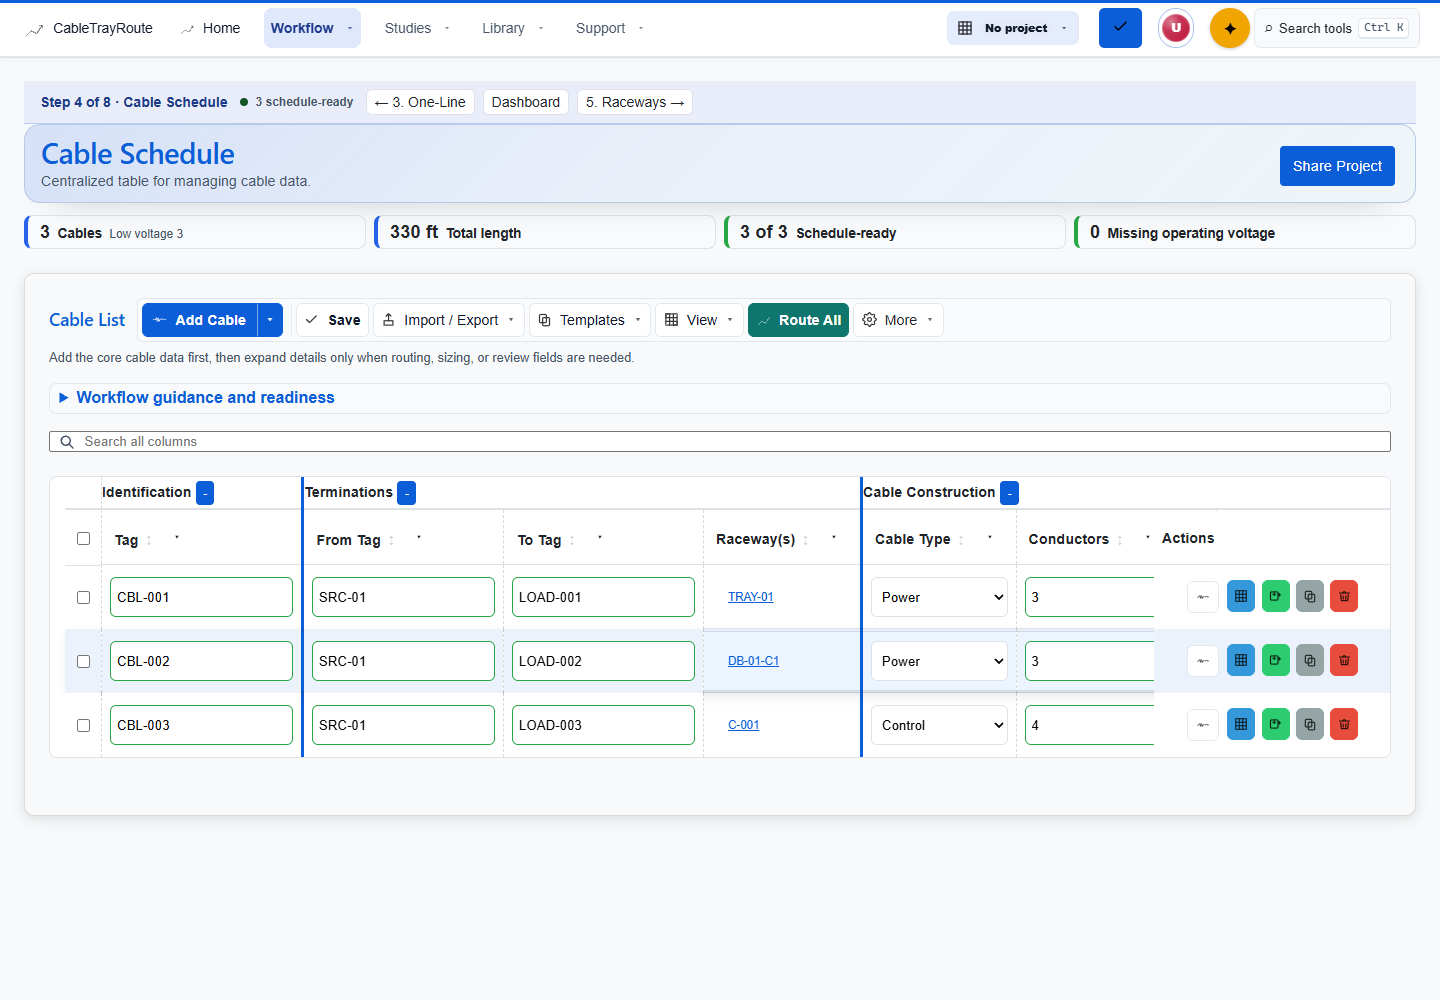 CableTrayRoute Home Workflow Studies Library Support No project U Search tools Ctrl K
Step 4 of 8 · Cable Schedule 3 schedule-ready ← 3. One-Line Dashboard 5. Raceways →
Cable Schedule
Centralized table for managing cable data.
Share Project
3 Cables Low voltage 3 330 ft Total length 3 of 3 Schedule-ready 0 Missing operating voltage
Cable List Add Cable Save Import / Export Templates View Route All More
Add the core cable data first, then expand details only when routing, sizing, or review fields are needed.
Workflow guidance and readiness
Search all columns
Identification - Terminations - Cable Construction -
Tag From Tag To Tag Raceway(s) Cable Type Conductors Actions
CBL-001 SRC-01 LOAD-001 TRAY-01 Power 3
CBL-002 SRC-01 LOAD-002 DB-01-C1 Power 3
CBL-003 SRC-01 LOAD-003 C-001 Control 4